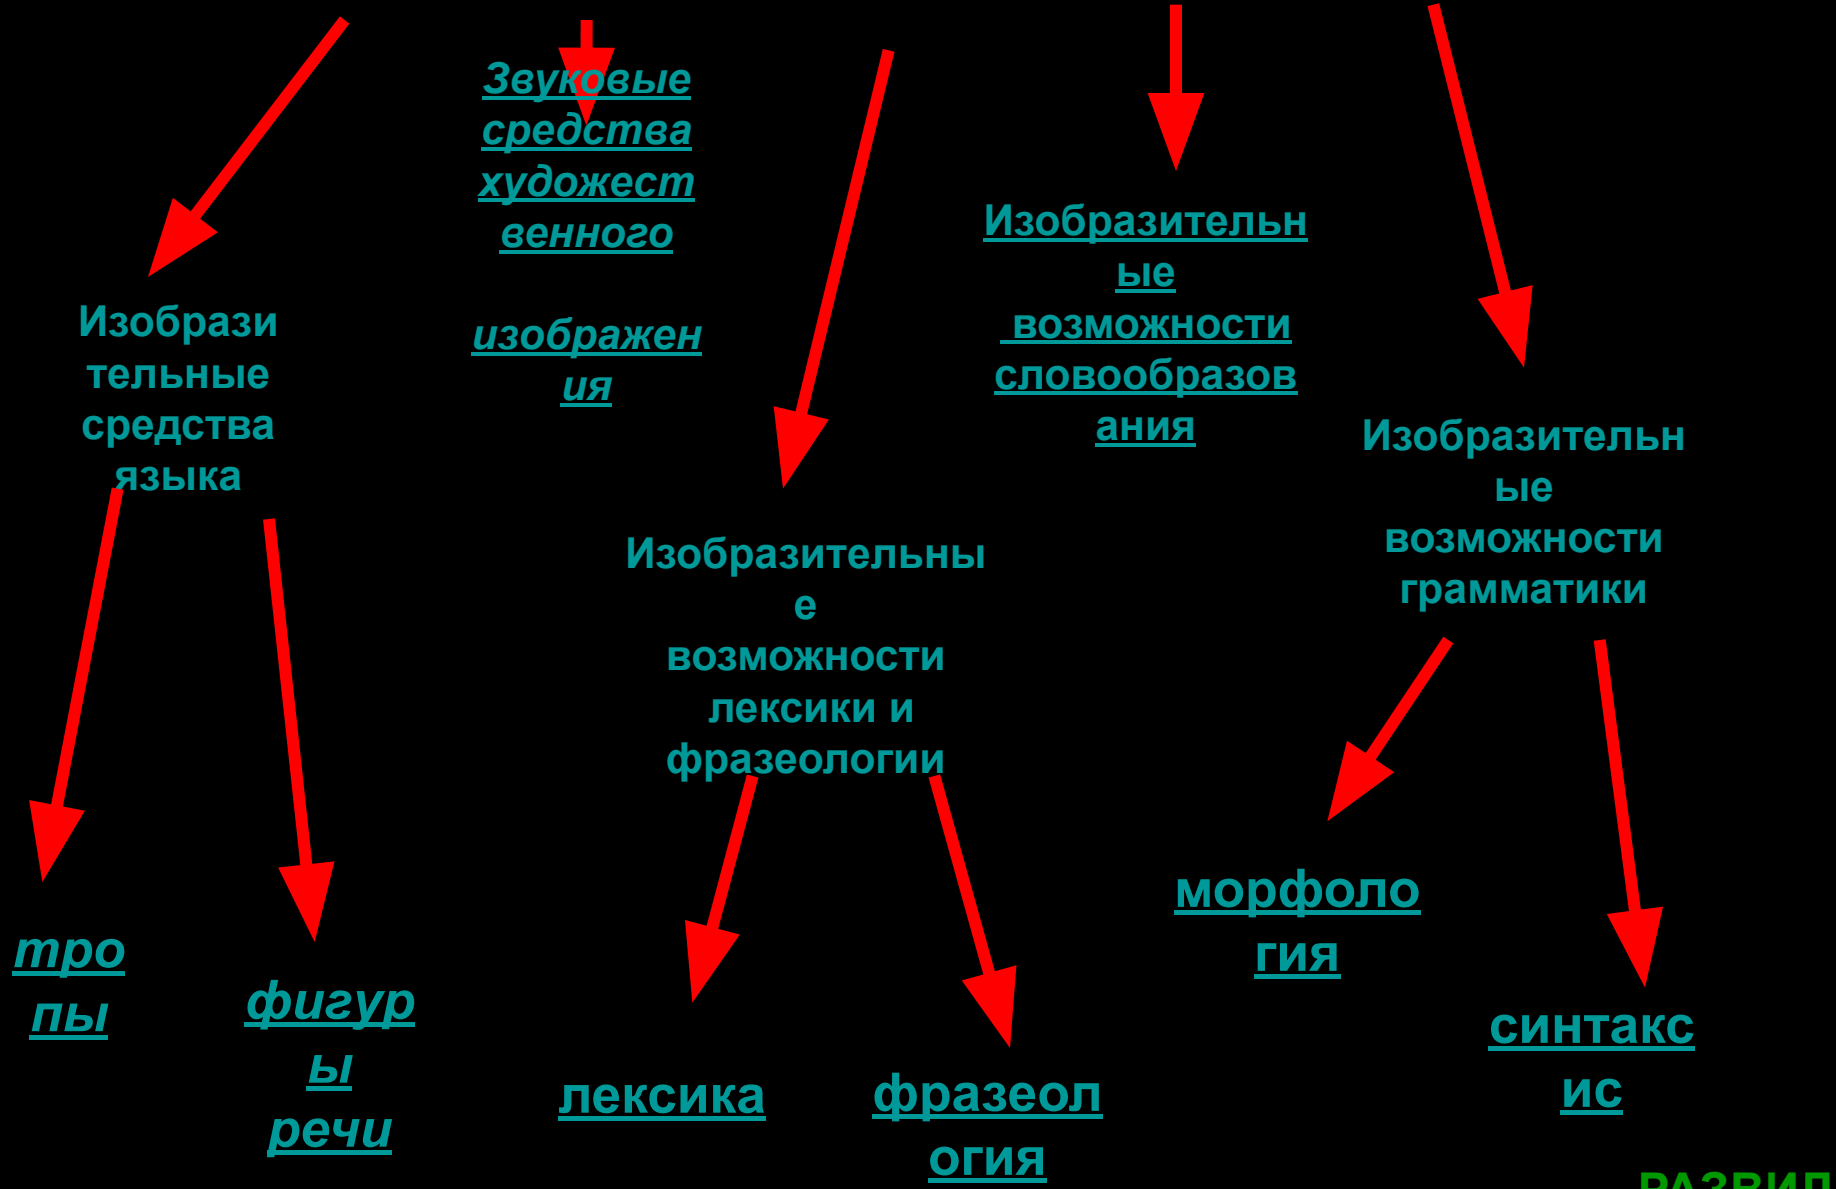 Звуковые
средства
художест
венного
изображен
ия
Изобразительн
ые
возможности
словообразов
ания
Изобрази
тельные
средства
языка
Изобразительн
ые
возможности
грамматики
Изобразительны
е
возможности
лексики и
фразеологии
тро
пы
фигур
ы
речи
лексика
фразеол
огия
морфоло
гия
синтакс
ис
РАЗВИЛ